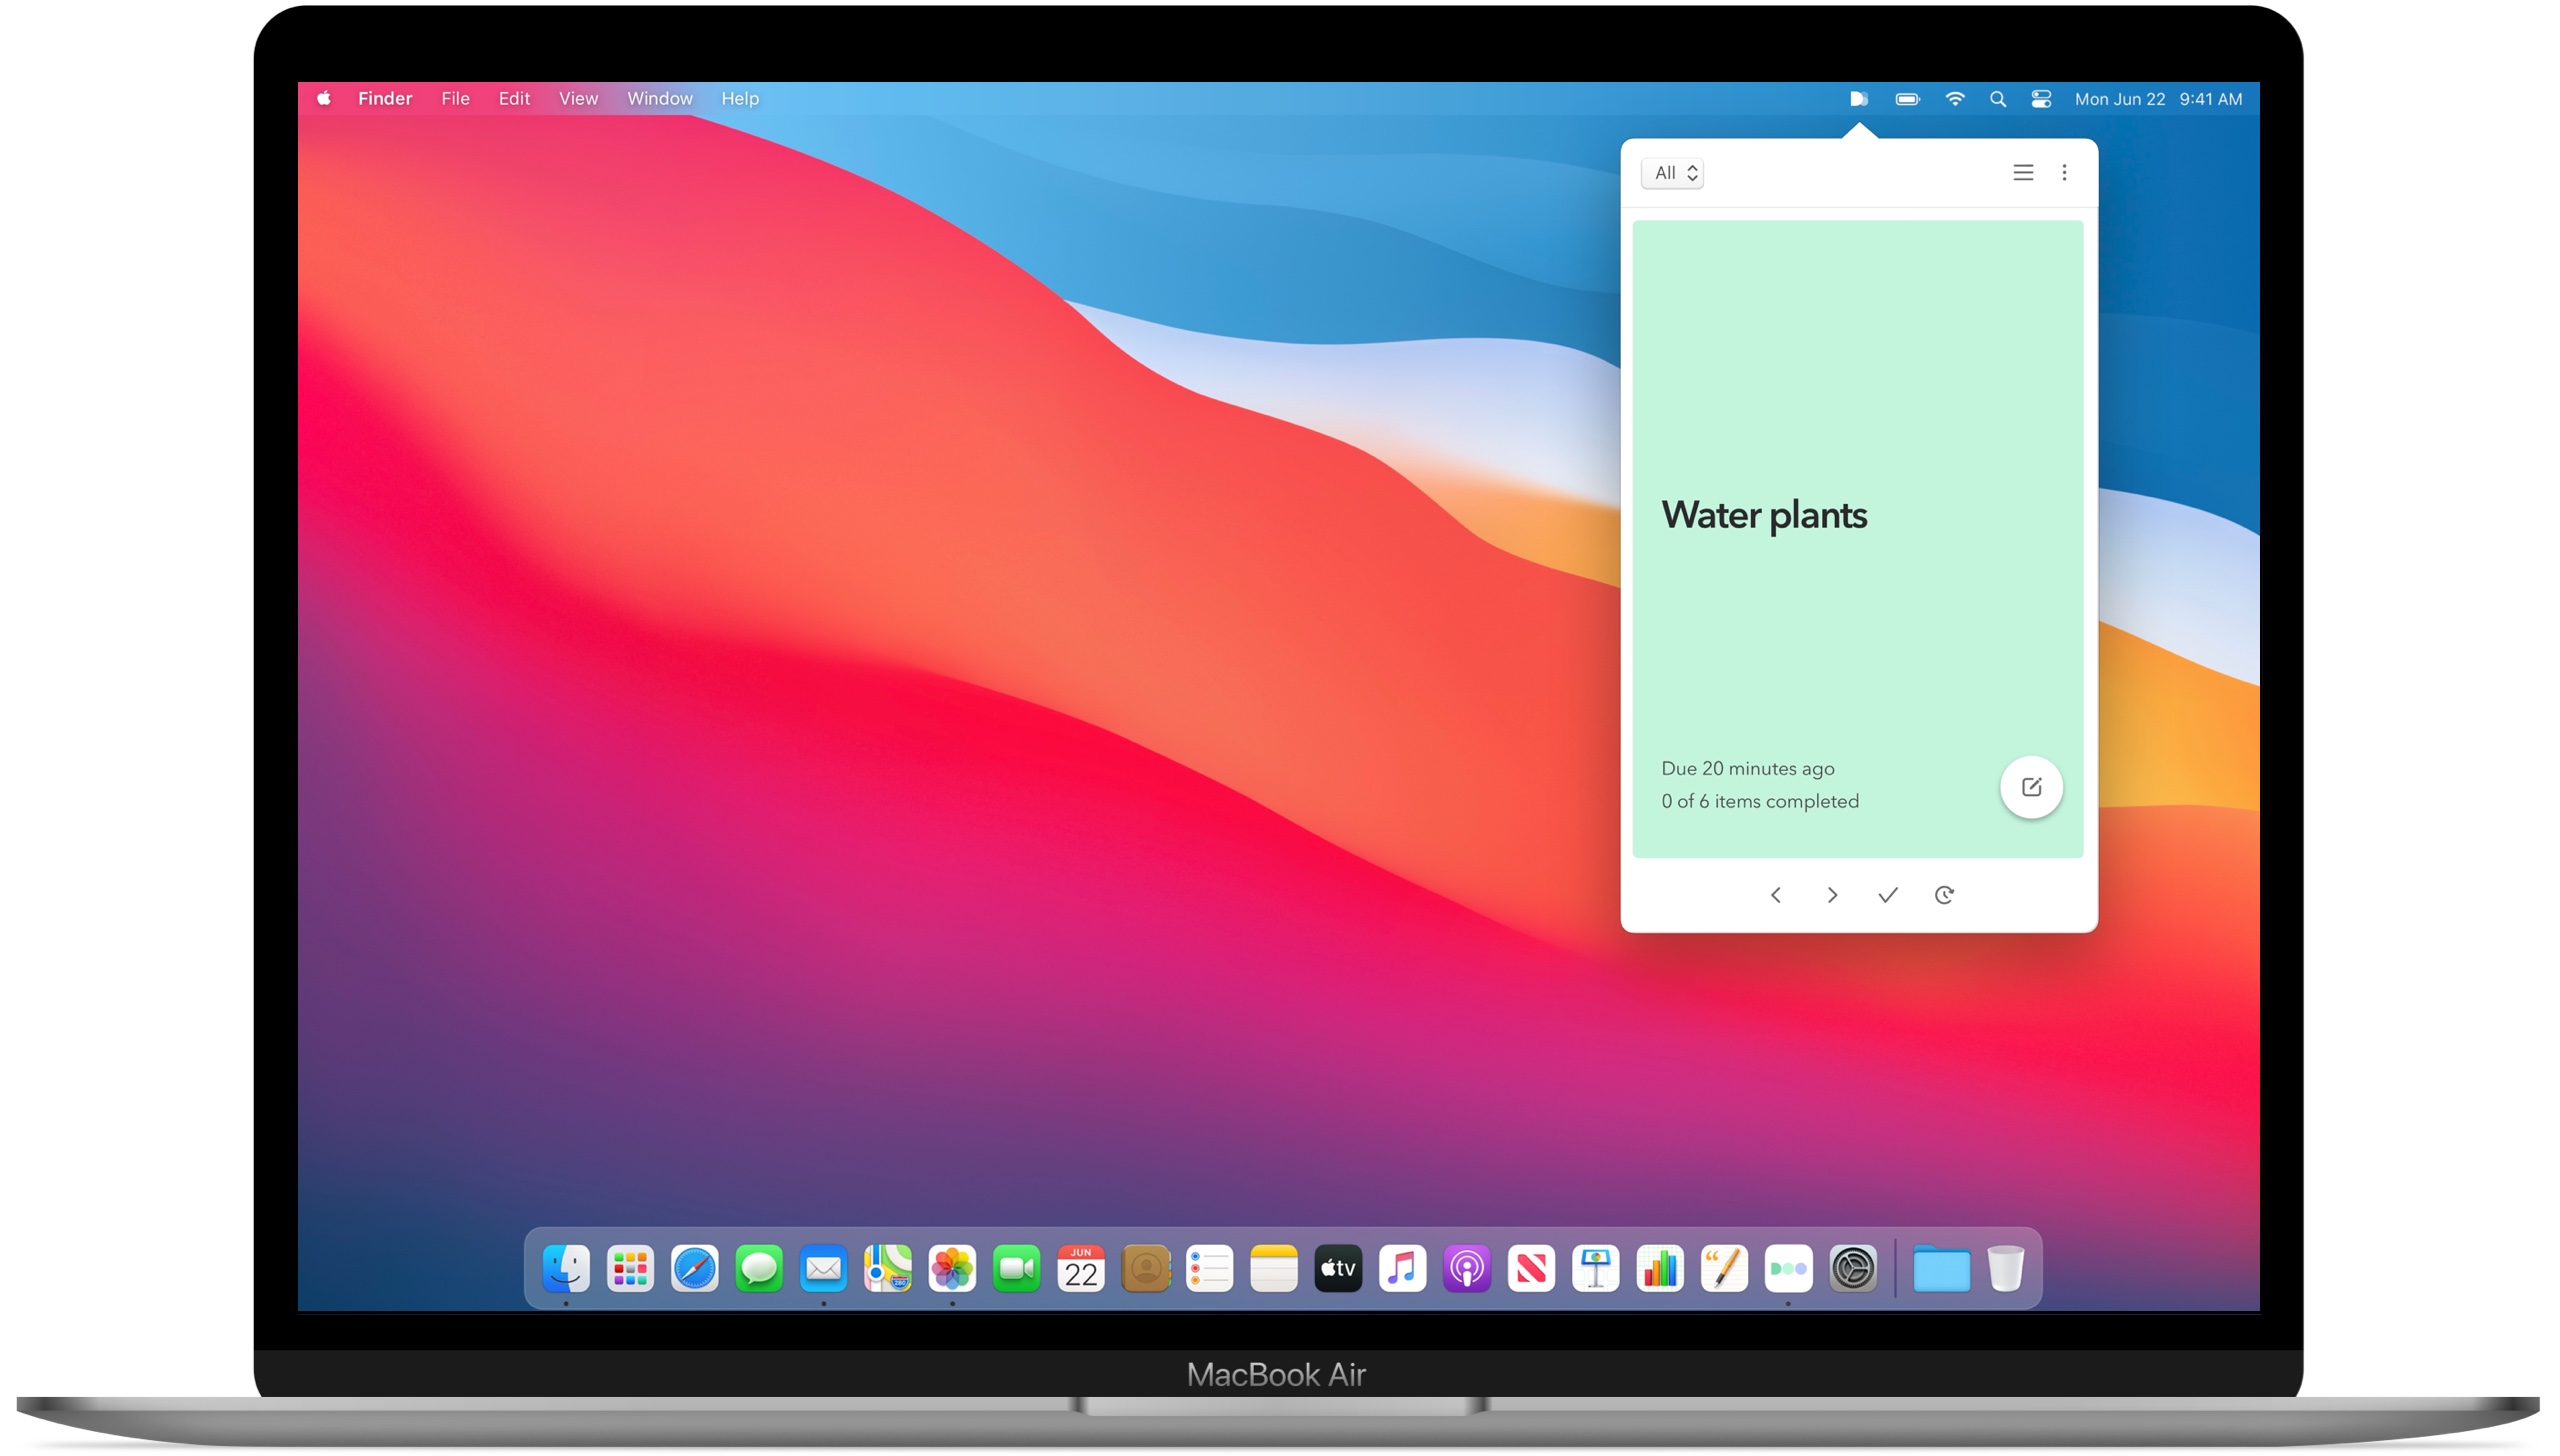 Finder File Edit View Window Help
Mon Jun 22 9:41 AM
All
Water plants
Due 20 minutes ago
0 of 6 items completed
JUN
22
280
tv
MacBook Air